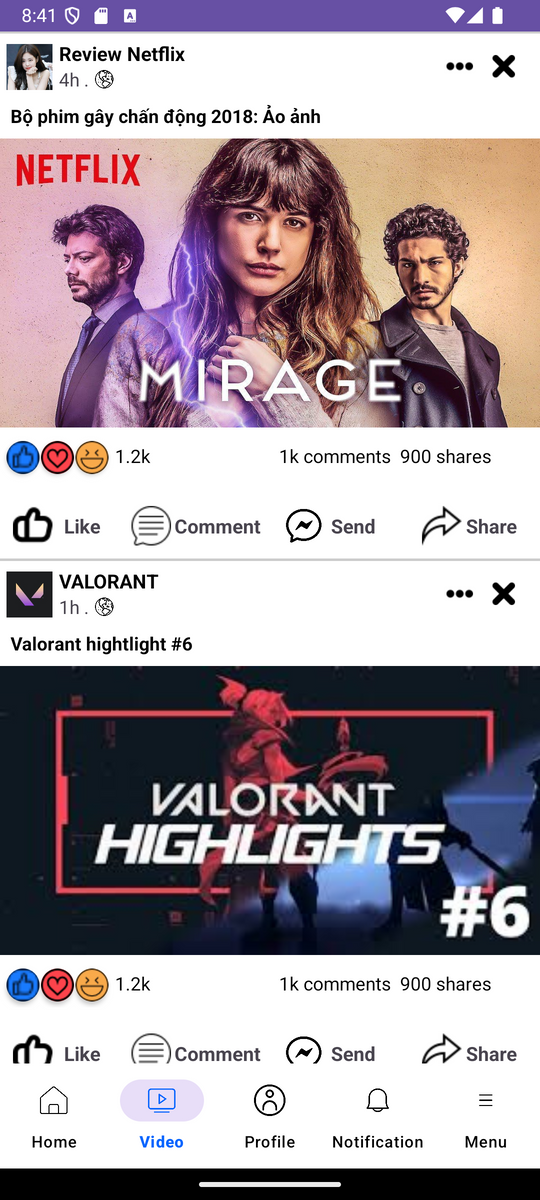 8:41
Review Netflix
4h .
Bộ phim gây chấn động 2018: Ảo ảnh
NETFLIX
MIRAGE
1.2k 1k comments 900 shares
Like Comment Send Share
VALORANT
1h .
Valorant hightlight #6
VALORANT
HIGHLIGHTS
#6
1.2k 1k comments 900 shares
Like Comment Send Share
Home Video Profile Notification Menu